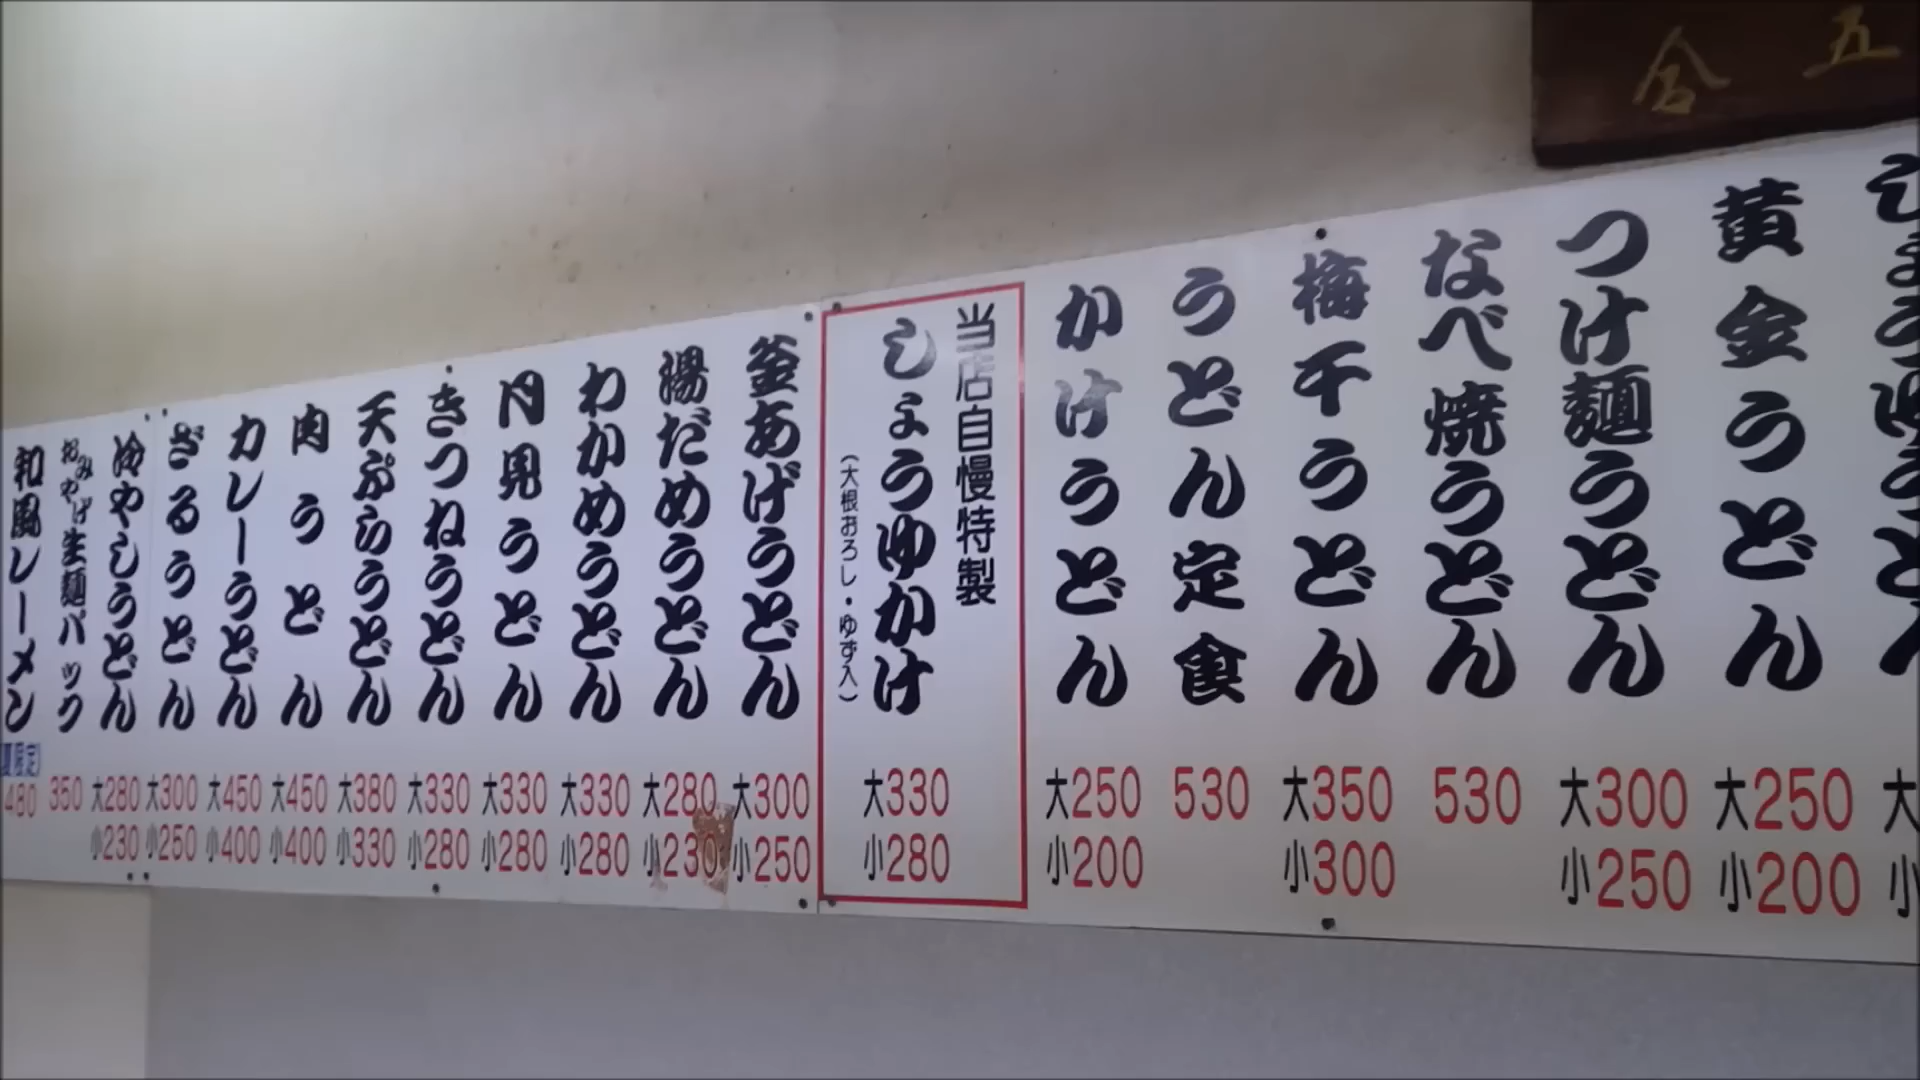 五
合
黄金うどん
大250
小200
つけ麺うどん
大300
小250
なべ焼うどん
530
梅干うどん
大350
小300
うどん定食
530
かけうどん
大250
小200
当店自慢特製
しょうゆかけ
(大根おろし・ゆず入)
大330
小280
釜あげうどん
大300
小250
湯だめうどん
大280
小230
わかめうどん
大330
小280
月見うどん
大330
小280
きつねうどん
大330
小280
天ぷらうどん
大380
小330
肉うどん
大450
小400
カレーうどん
大450
小400
ざるうどん
大300
小250
冷やしうどん
大280
小230
おみやげ生麺パック
350
和風レーメン
夏限定
480